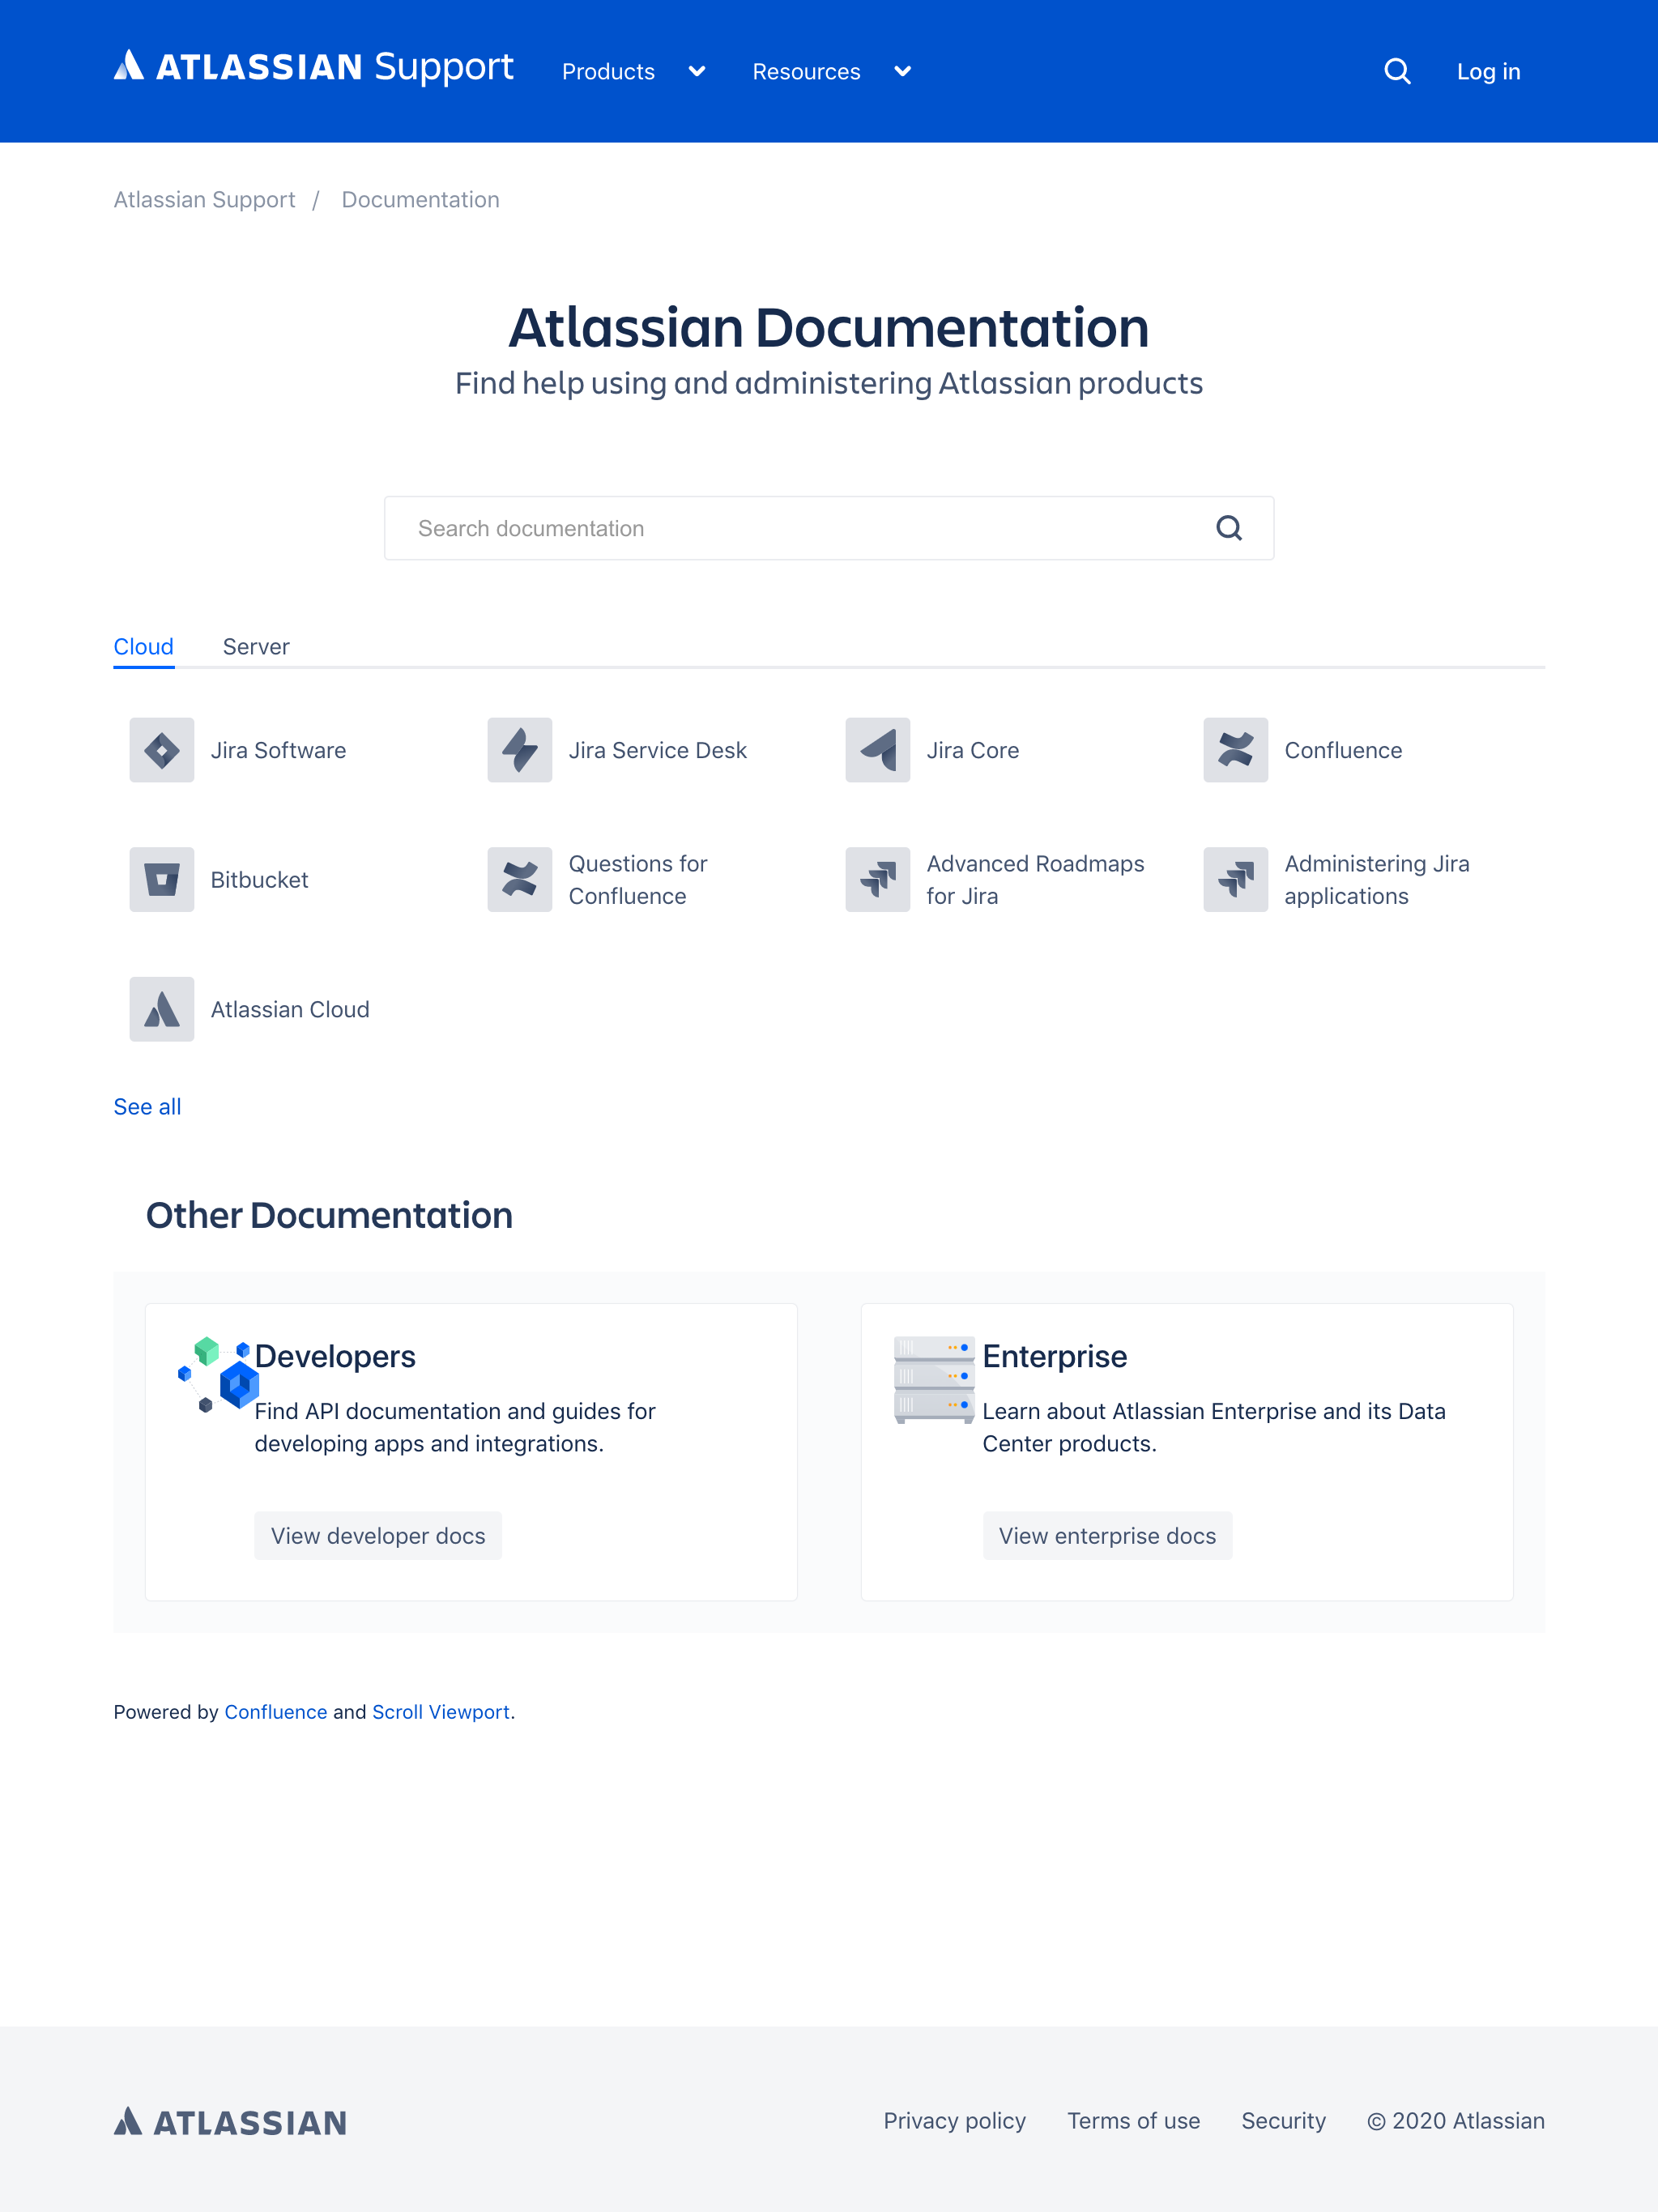 ATLASSIAN Support
Products
Resources
Log in
Atlassian Support / Documentation
Atlassian Documentation
Find help using and administering Atlassian products
Search documentation
Cloud
Server
Jira Software
Jira Service Desk
Jira Core
Confluence
Bitbucket
Questions for
Confluence
Advanced Roadmaps
for Jira
Administering Jira
applications
Atlassian Cloud
See all
Other Documentation
Developers
Find API documentation and guides for
developing apps and integrations.
View developer docs
Enterprise
Learn about Atlassian Enterprise and its Data
Center products.
View enterprise docs
Powered by Confluence and Scroll Viewport.
ATLASSIAN
Privacy policy
Terms of use
Security
© 2020 Atlassian